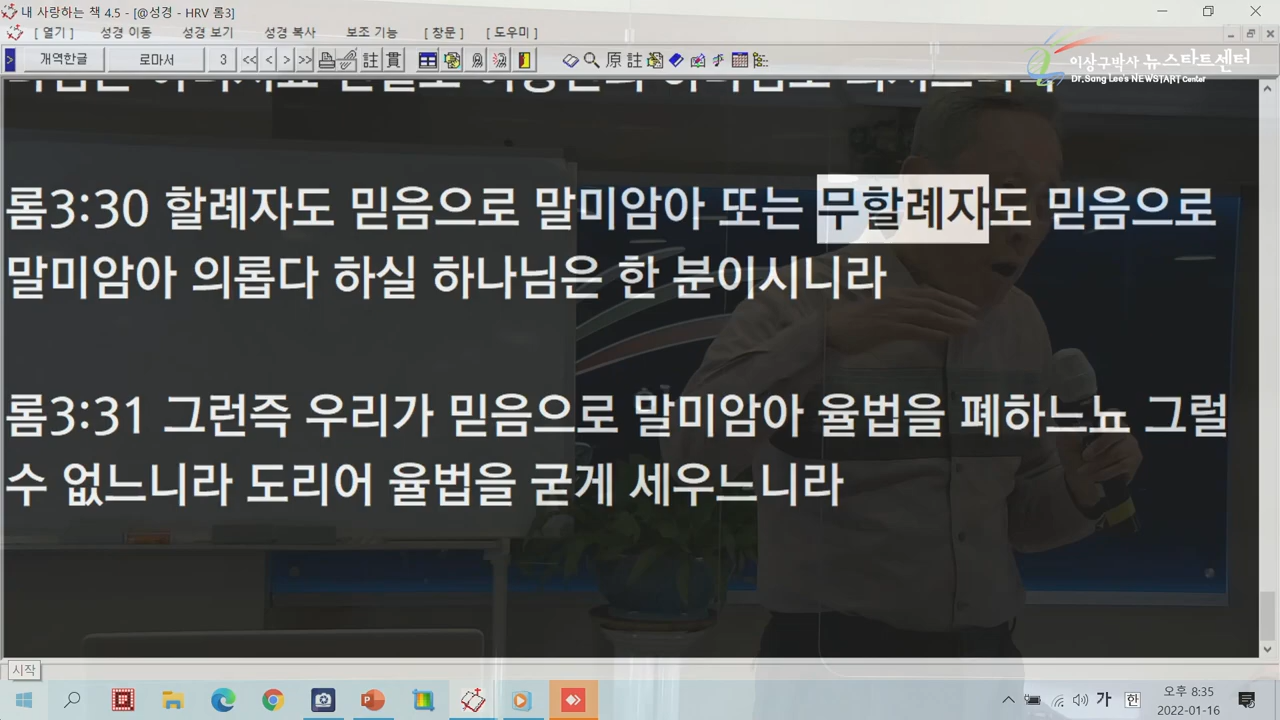 내 사랑하는 책 4.5 - [@성경 - HRV 롬3]
[ 열기 ] 성경 이동 성경 보기 성경 복사 보조 기능 [ 창문 ] [ 도우미 ]
개역한글 로마서 3 << < > >> 註 貫 原 註
이상구박사 뉴스타트센터
Dr.Sang Lee's NEWSTART Center
롬3:30 할례자도 믿음으로 말미암아 또는 무할례자도 믿음으로
말미암아 의롭다 하실 하나님은 한 분이시니라
롬3:31 그런즉 우리가 믿음으로 말미암아 율법을 폐하느뇨 그럴
수 없느니라 도리어 율법을 굳게 세우느니라
시작
가 한 오후 8:35
2022-01-16